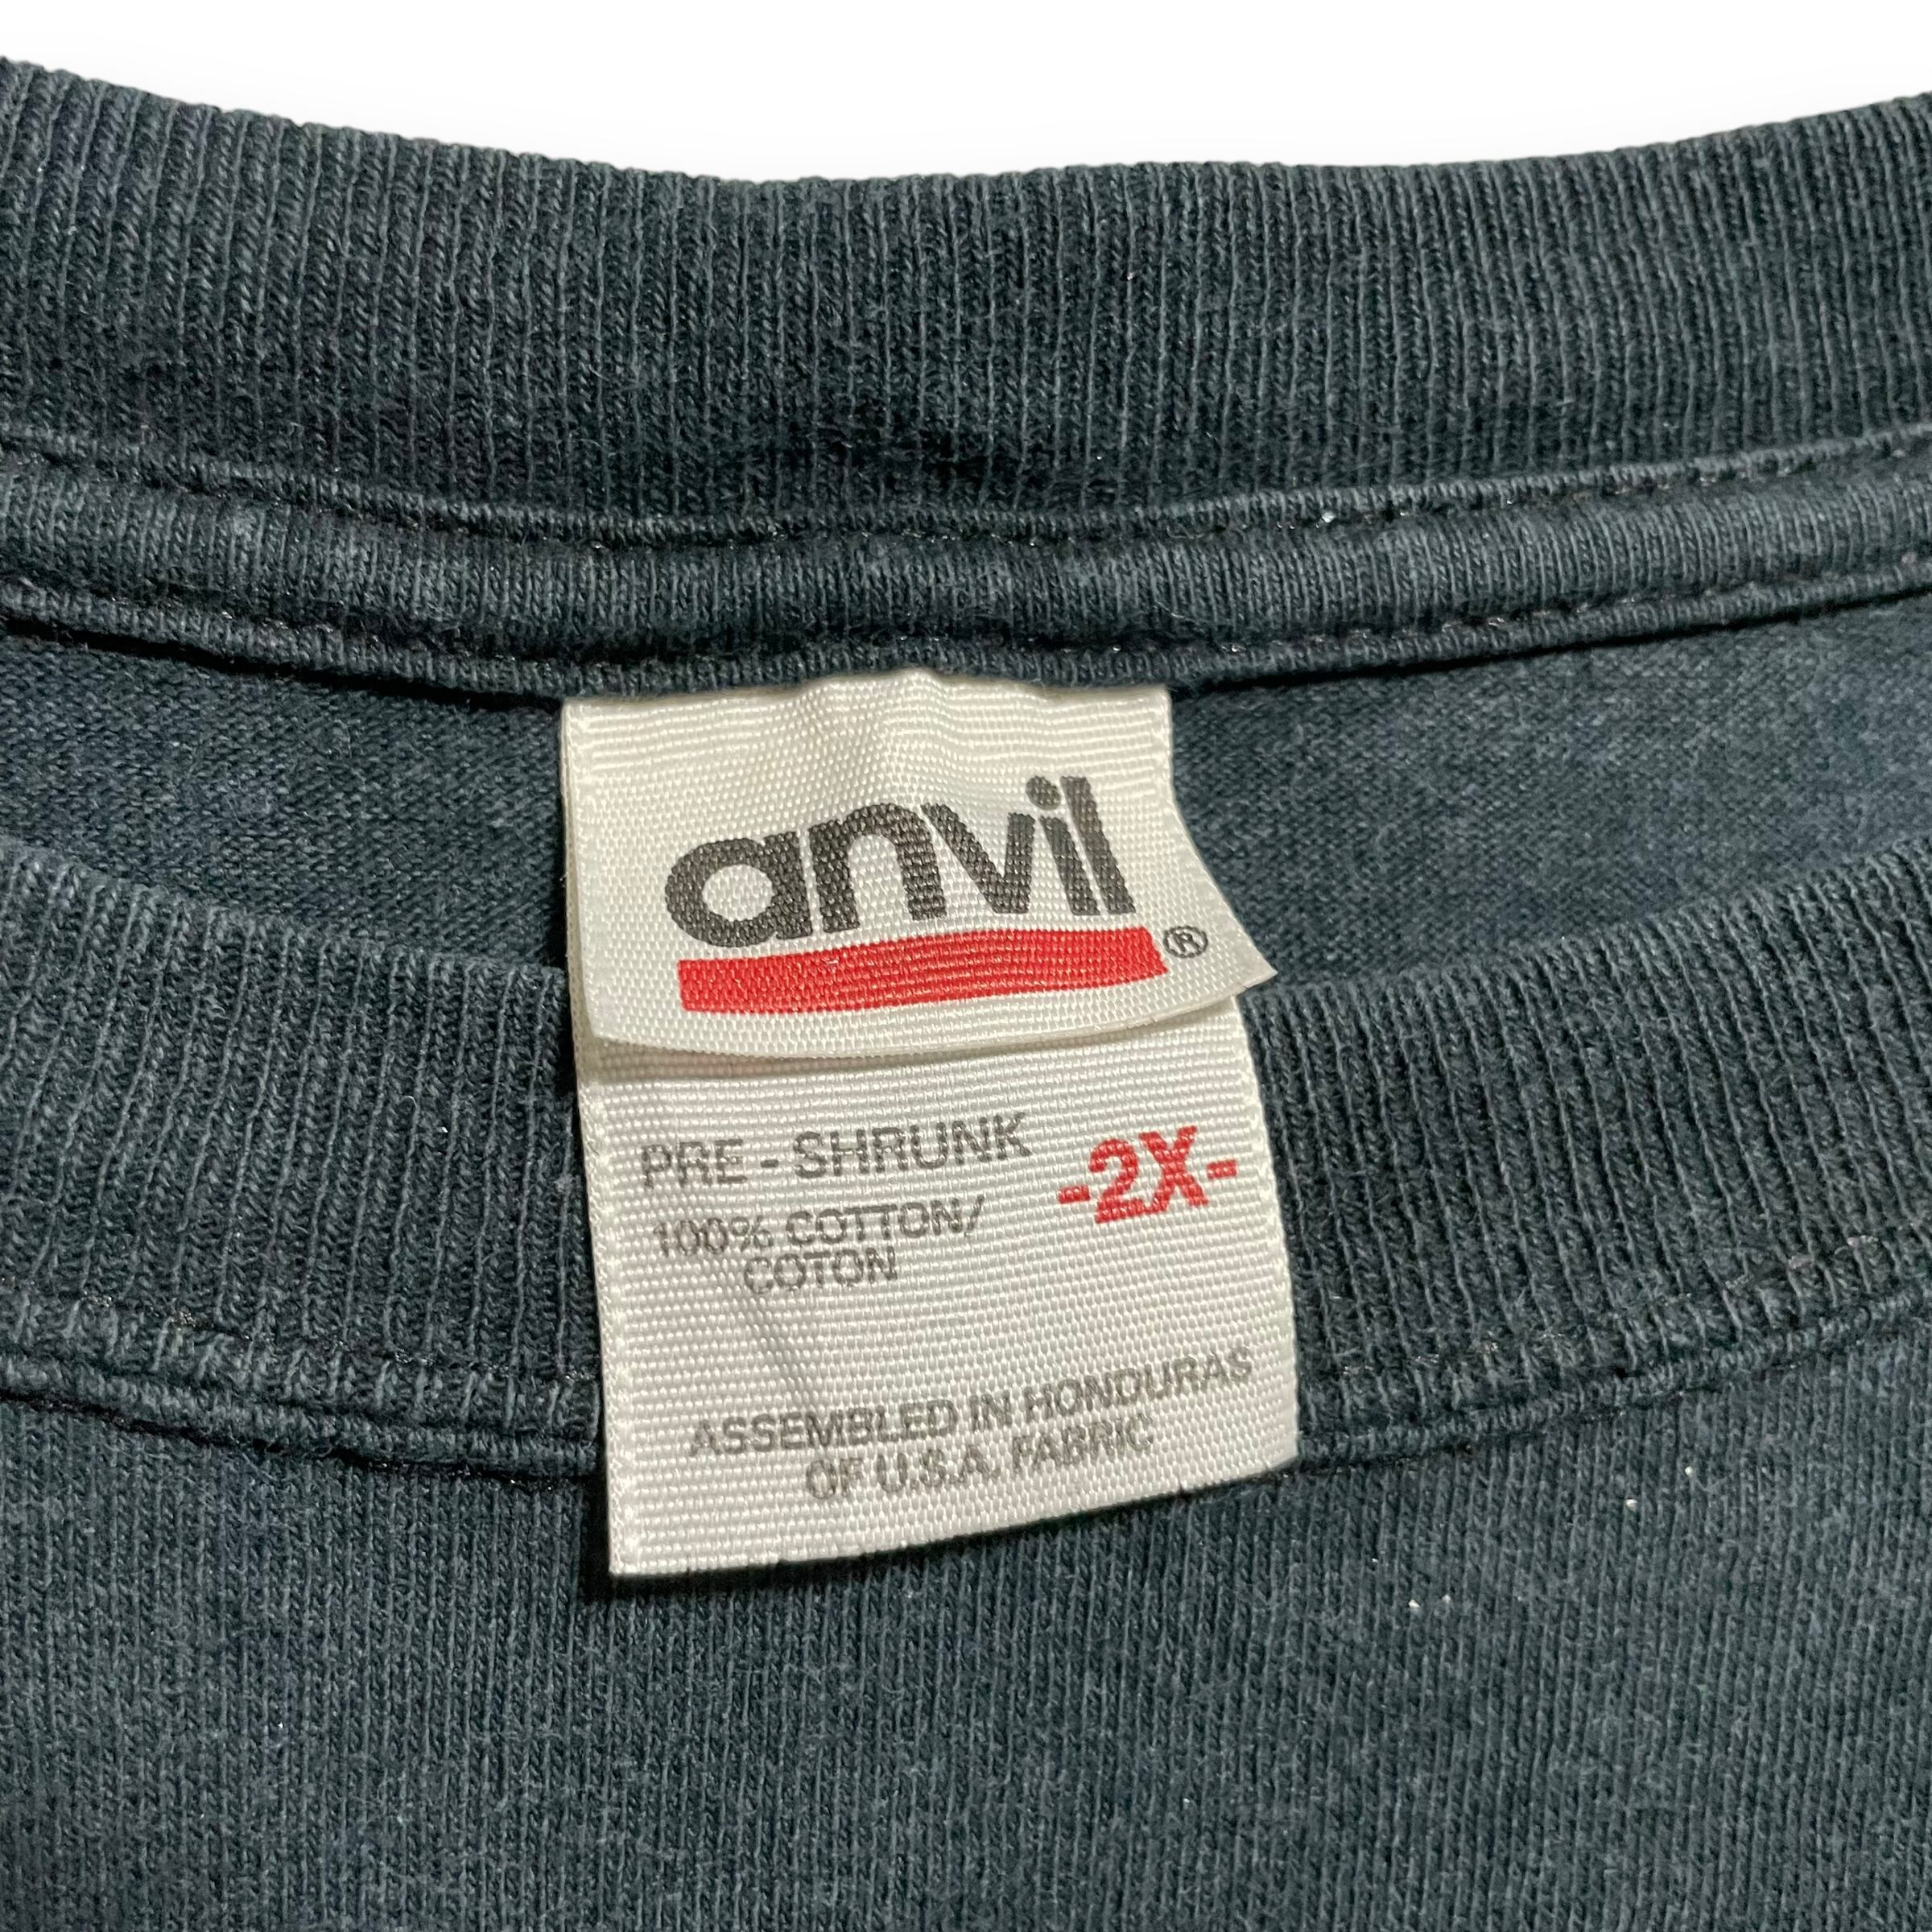 anvil®
PRE-SHRUNK -2X-
100% COTTON/
COTON
ASSEMBLED IN HONDURAS
OF U.S.A. FABRIC